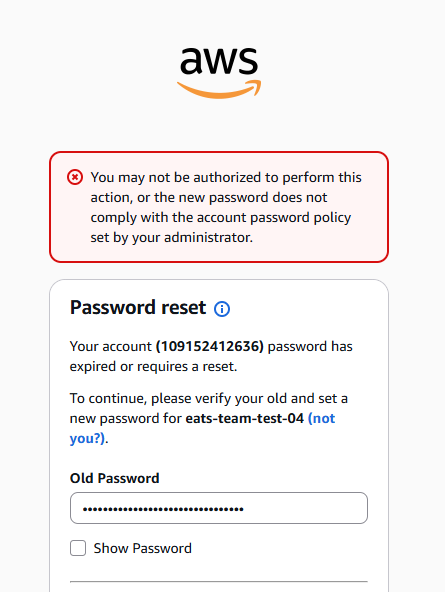 aws
You may not be authorized to perform this
action, or the new password does not
comply with the account password policy
set by your administrator.
Password reset
Your account (109152412636) password has
expired or requires a reset.
To continue, please verify your old and set a
new password for eats-team-test-04 (not
you?).
Old Password
••••••••••••••••••••••••••••••••
Show Password